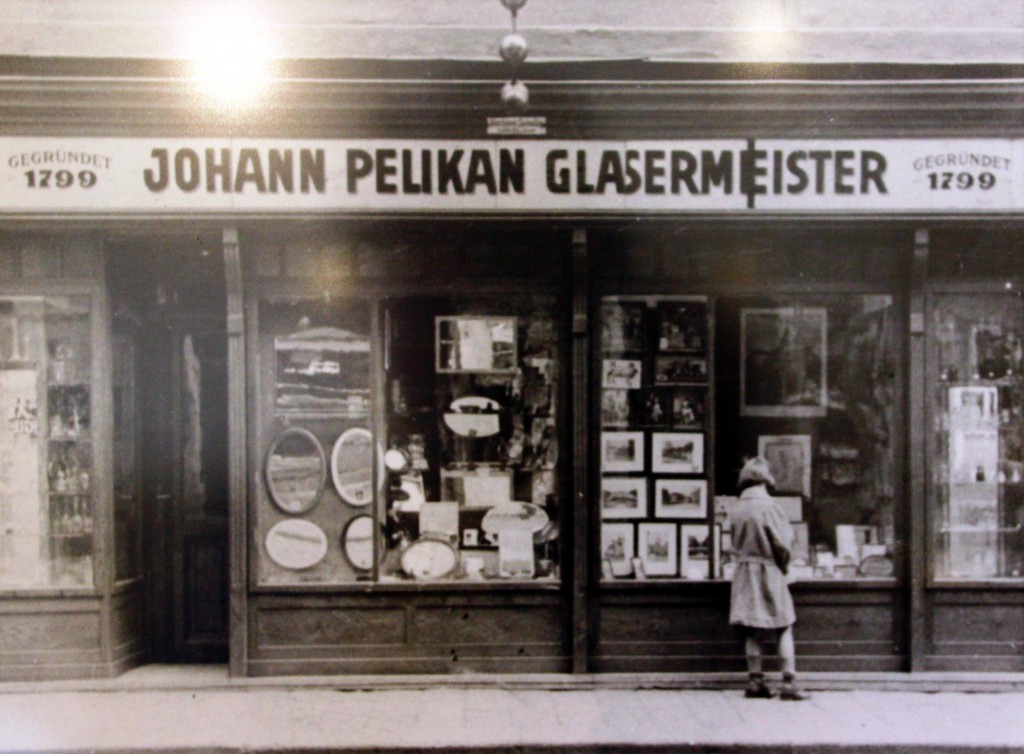 GEGRÜNDET
1799
JOHANN PELIKAN GLASERMEISTER
GEGRÜNDET
1799